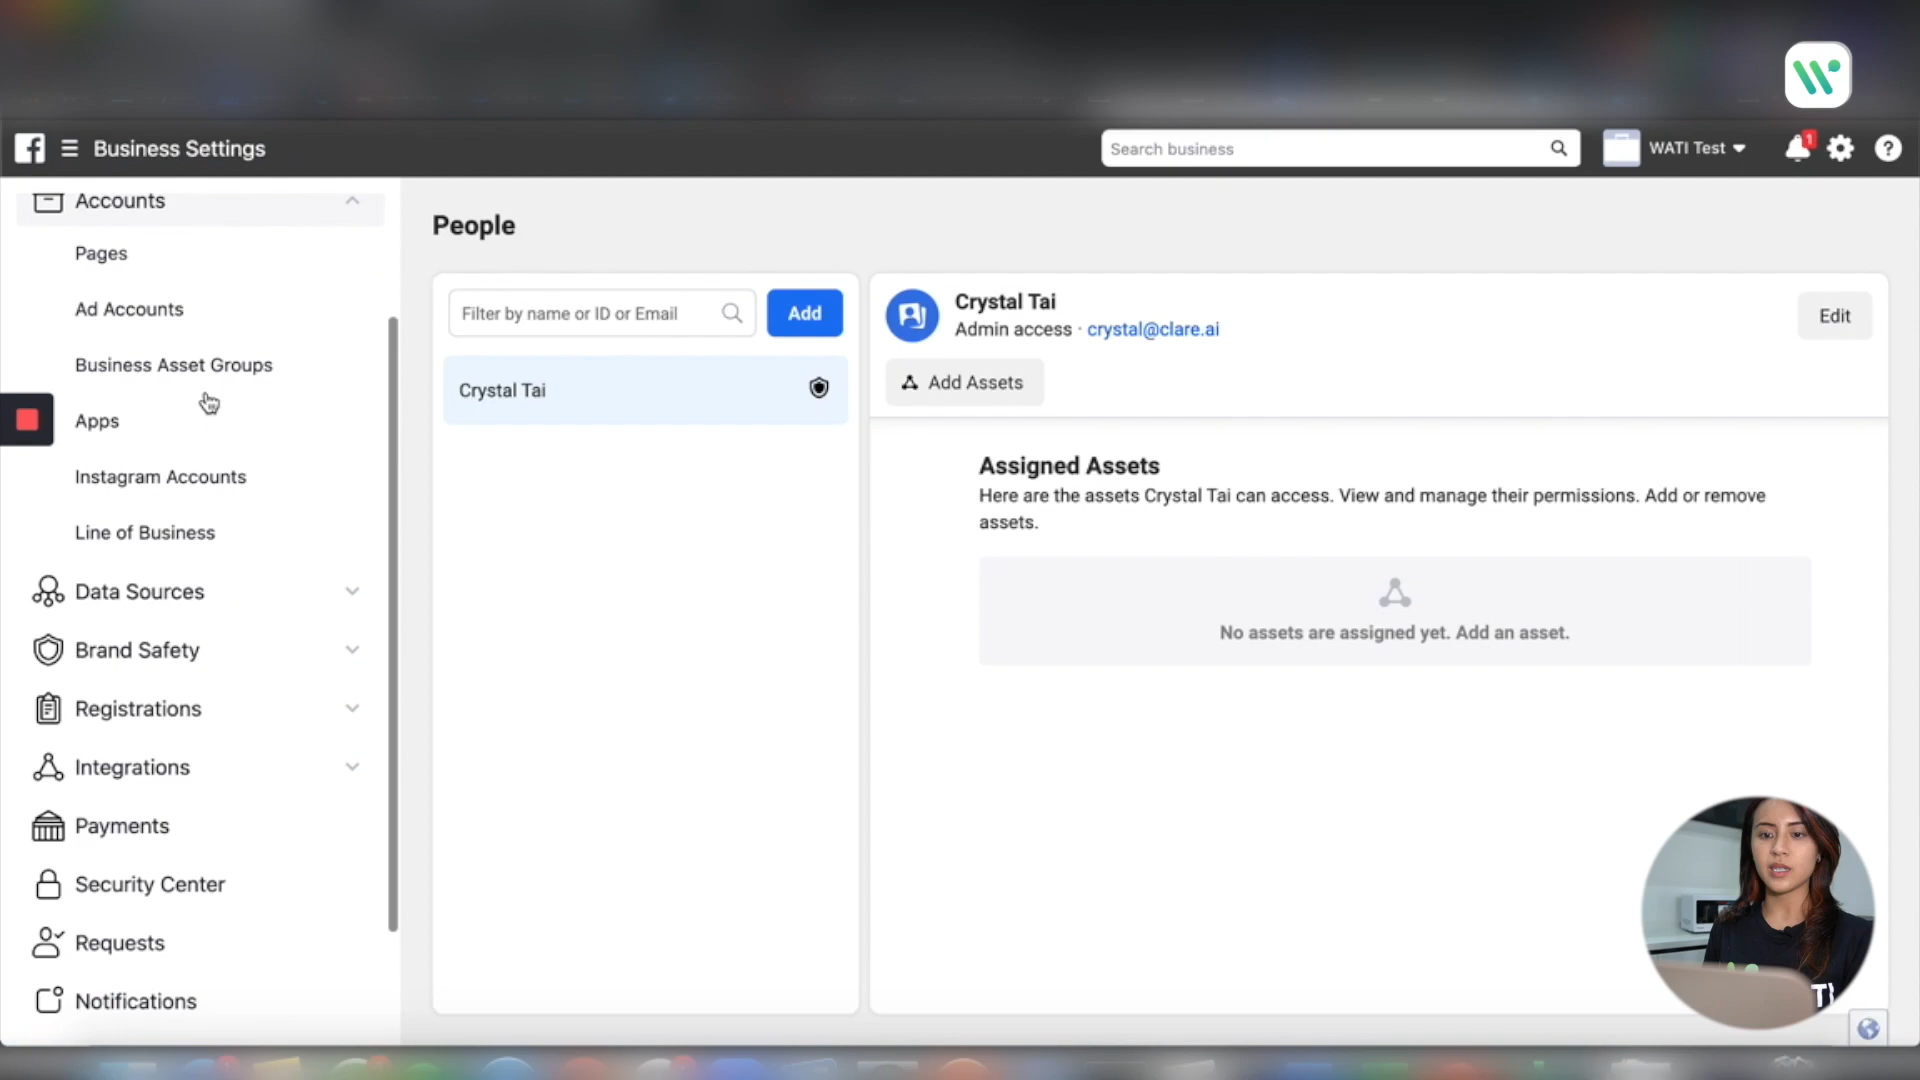 Business Settings
Search business
WATI Test
1
Accounts
Pages
Ad Accounts
Business Asset Groups
Apps
Instagram Accounts
Line of Business
Data Sources
Brand Safety
Registrations
Integrations
Payments
Security Center
Requests
Notifications
People
Filter by name or ID or Email
Add
Crystal Tai
Crystal Tai
Admin access · crystal@clare.ai
Edit
Add Assets
Assigned Assets
Here are the assets Crystal Tai can access. View and manage their permissions. Add or remove
assets.
No assets are assigned yet. Add an asset.